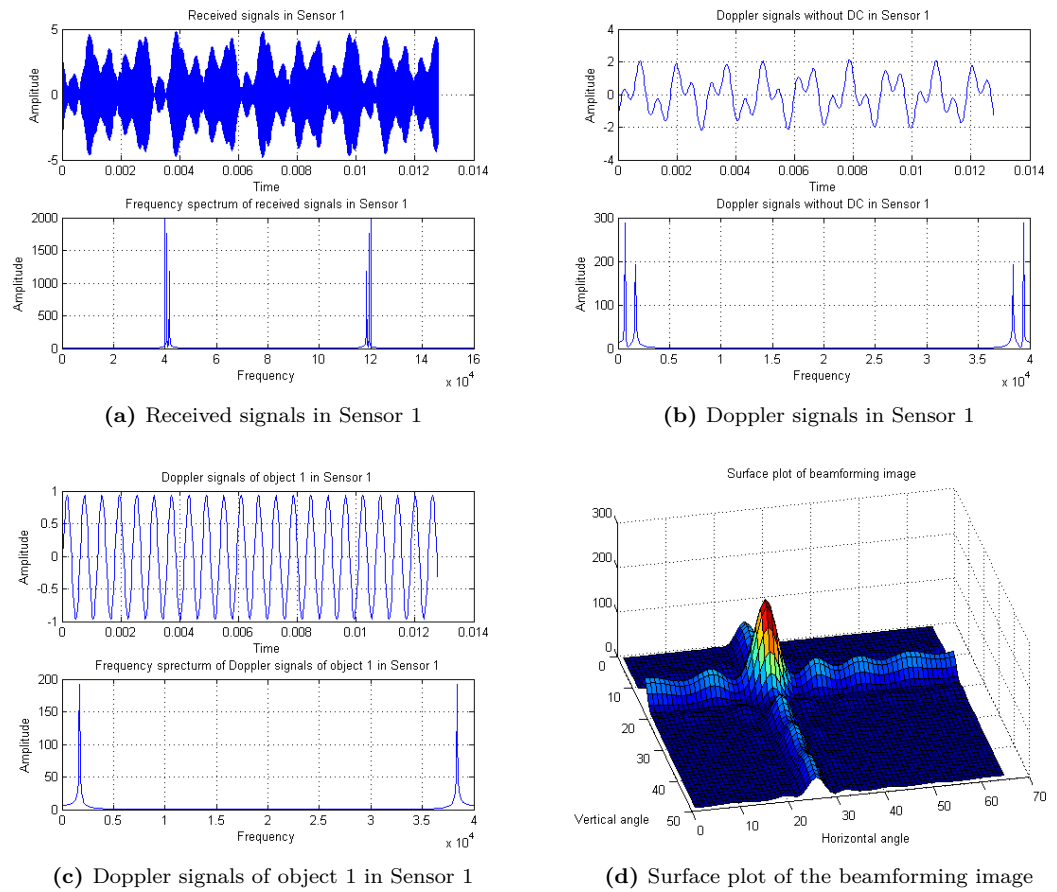 Received signals in Sensor 1
5
0
-5
Amplitude
0 0.002 0.004 0.006 0.008 0.01 0.012 0.014
Time
Frequency spectrum of received signals in Sensor 1
2000
1500
1000
500
0
Amplitude
0 2 4 6 8 10 12 14 16
Frequency
x 10^4
(a) Received signals in Sensor 1
Doppler signals without DC in Sensor 1
4
2
0
-2
-4
Amplitude
0 0.002 0.004 0.006 0.008 0.01 0.012 0.014
Time
Doppler signals without DC in Sensor 1
300
200
100
0
Amplitude
0 0.5 1 1.5 2 2.5 3 3.5 4
Frequency
x 10^4
(b) Doppler signals in Sensor 1
Doppler signals of object 1 in Sensor 1
1
0.5
0
-0.5
-1
Amplitude
0 0.002 0.004 0.006 0.008 0.01 0.012 0.014
Time
Frequency sprecturm of Doppler signals of object 1 in Sensor 1
200
150
100
50
0
Amplitude
0 0.5 1 1.5 2 2.5 3 3.5 4
Frequency
x 10^4
(c) Doppler signals of object 1 in Sensor 1
Surface plot of beamforming image
300
200
100
0
0
10
20
30
40
50
Vertical angle
0 10 20 30 40 50 60 70
Horizontal angle
(d) Surface plot of the beamforming image